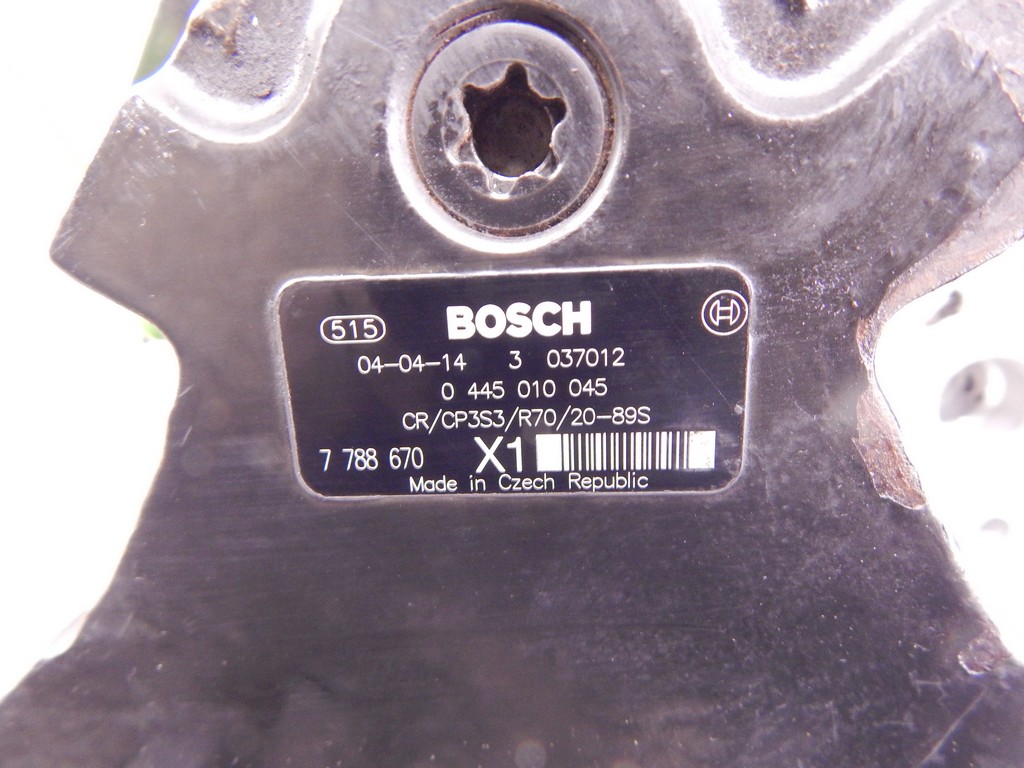 515 BOSCH
04-04-14 3 037012
0 445 010 045
CR/CP3S3/R70/20-89S
7 788 670 X1
Made in Czech Republic